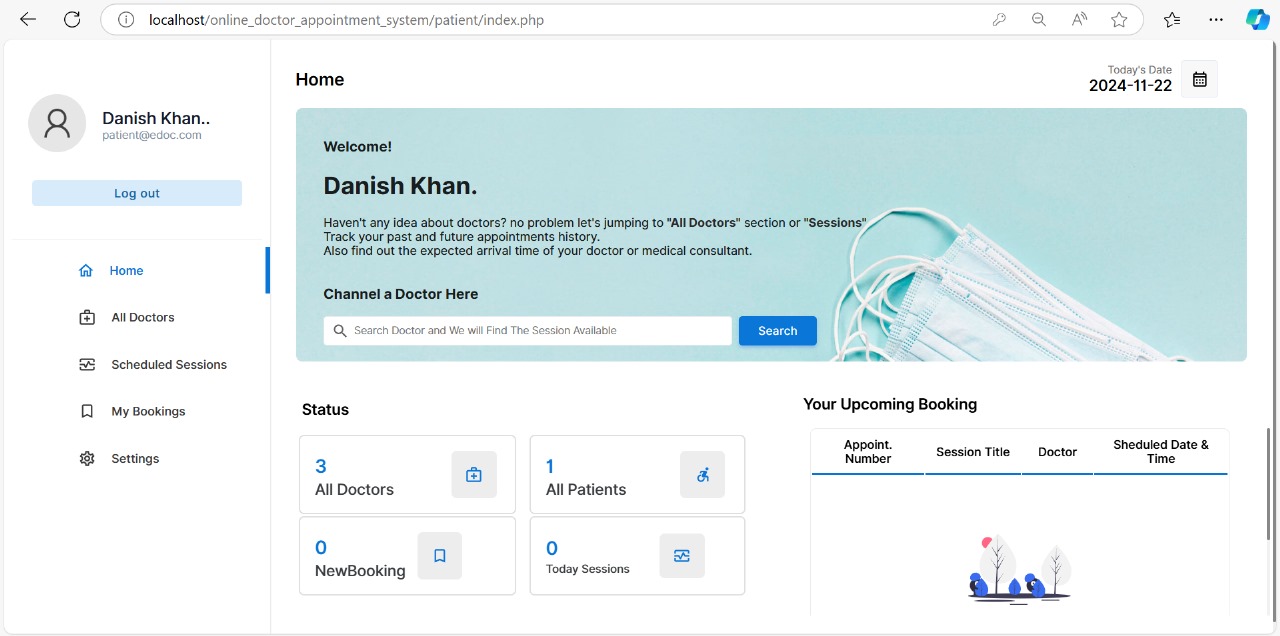 localhost/online_doctor_appointment_system/patient/index.php
Danish Khan..
patient@edoc.com
Log out
Home
All Doctors
Scheduled Sessions
My Bookings
Settings
Home
Today's Date
2024-11-22
Welcome!
Danish Khan.
Haven't any idea about doctors? no problem let's jumping to "All Doctors" section or "Sessions"
Track your past and future appointments history.
Also find out the expected arrival time of your doctor or medical consultant.
Channel a Doctor Here
Search Doctor and We will Find The Session Available
Search
Status
3
All Doctors
1
All Patients
0
NewBooking
0
Today Sessions
Your Upcoming Booking
Appoint.
Number
Session Title
Doctor
Sheduled Date &
Time